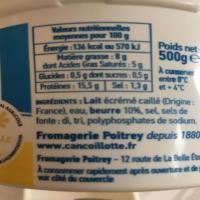 Valeurs nutritionnelles
moyennes pour 100 g
Énergie : 136 kcal ou 570 kJ
Matière grasse : 8 g
dont Acides Gras Saturés : 5 g
Glucides : 0,5 g dont sucres : 0,5 g
Protéines : 15,5 g Sel : 1,3 g
Poids net
500g e
À conserver
entre
et + 4°C
INGRÉDIENTS : Lait écrémé caillé (Origine :
France), eau, beurre 10%, sel, sels de
fonte : di, tri, polyphosphates de sodium.
Fromagerie Poitrey depuis 1880
www.cancoillotte.fr
Fromagerie Poitrey – 12 route de La Belle Éto
À consommer rapidement après ouverture et de p
voir côté du couvercle